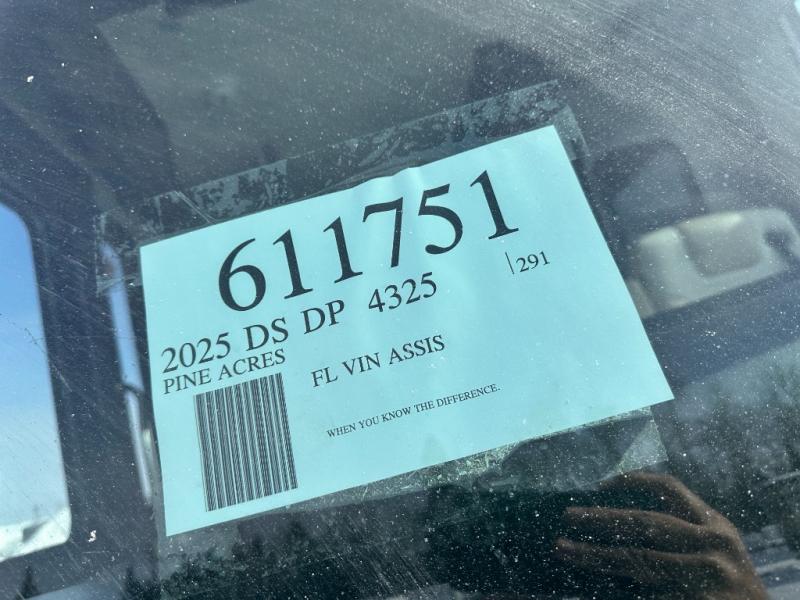 611751
2025 DS DP 4325 |291
PINE ACRES
FL VIN ASSIS
WHEN YOU KNOW THE DIFFERENCE.